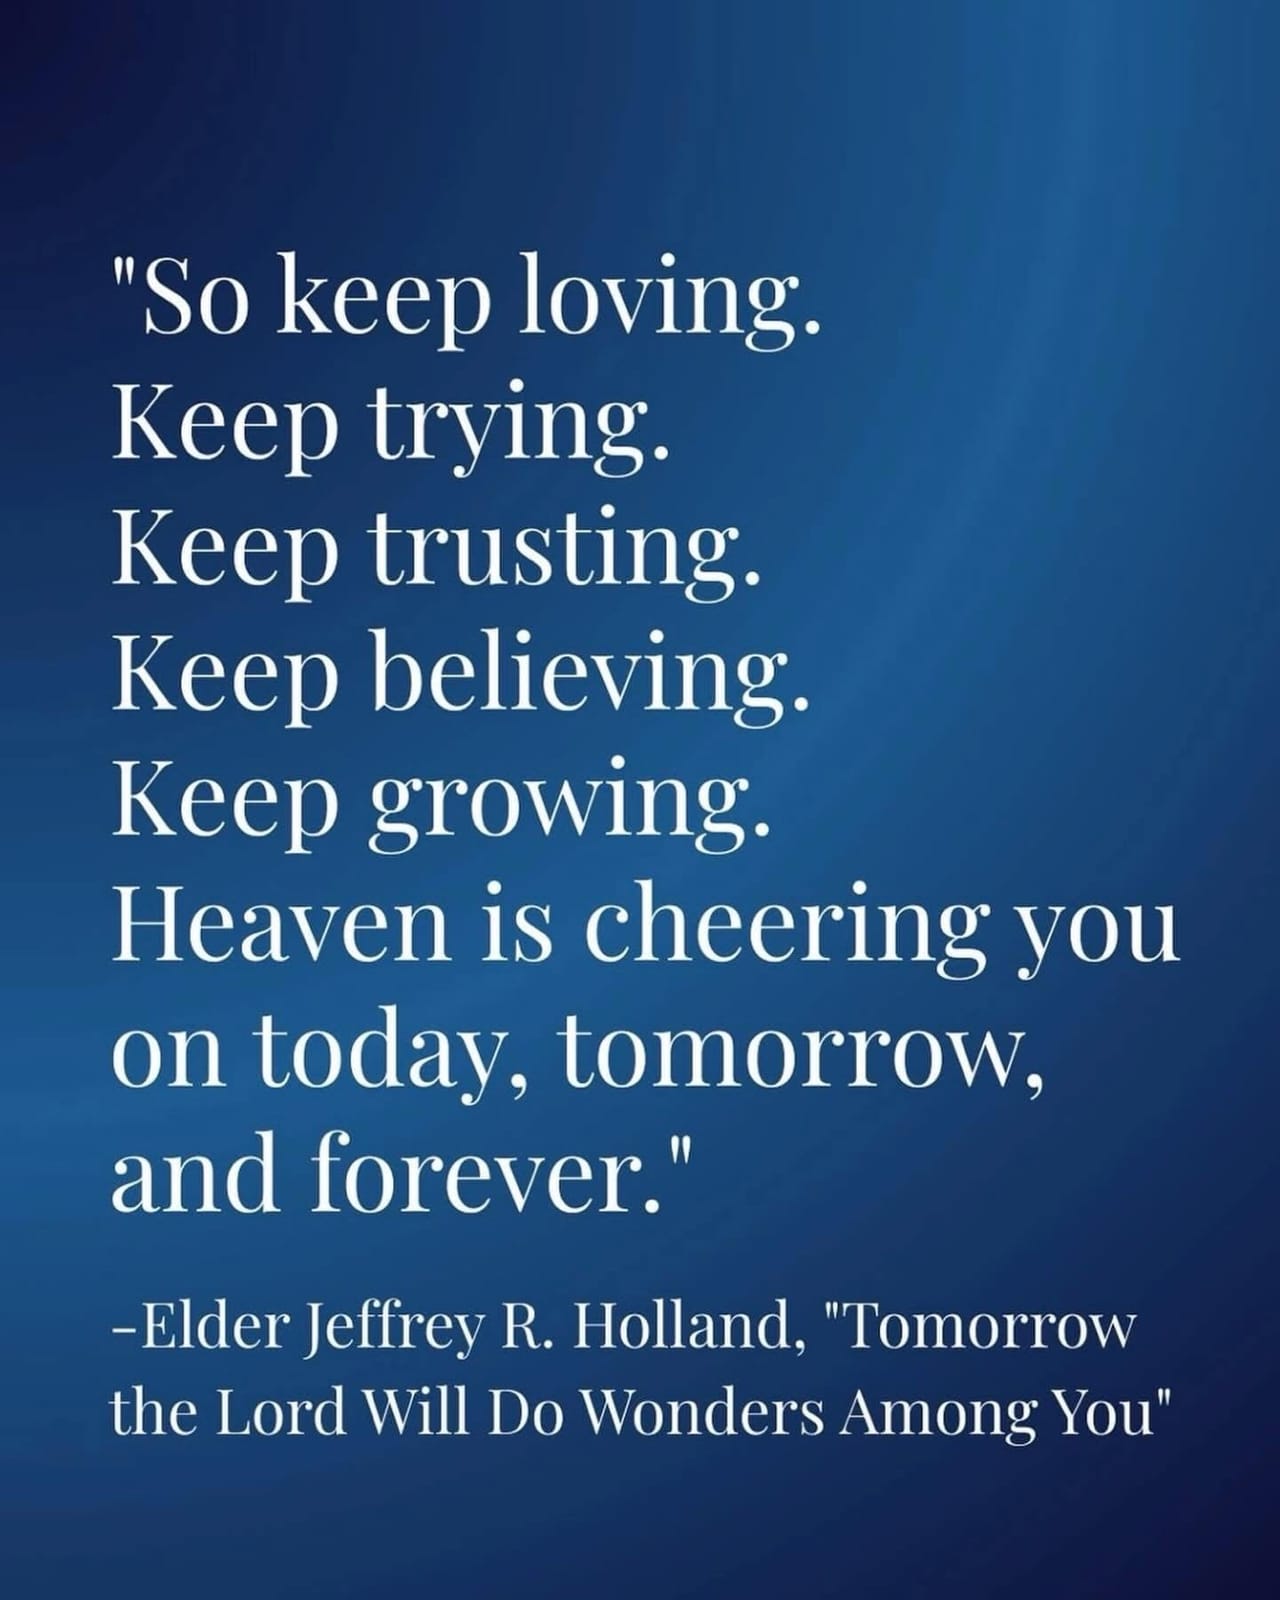 "So keep loving.
Keep trying.
Keep trusting.
Keep believing.
Keep growing.
Heaven is cheering you
on today, tomorrow,
and forever."
-Elder Jeffrey R. Holland, "Tomorrow
the Lord Will Do Wonders Among You"